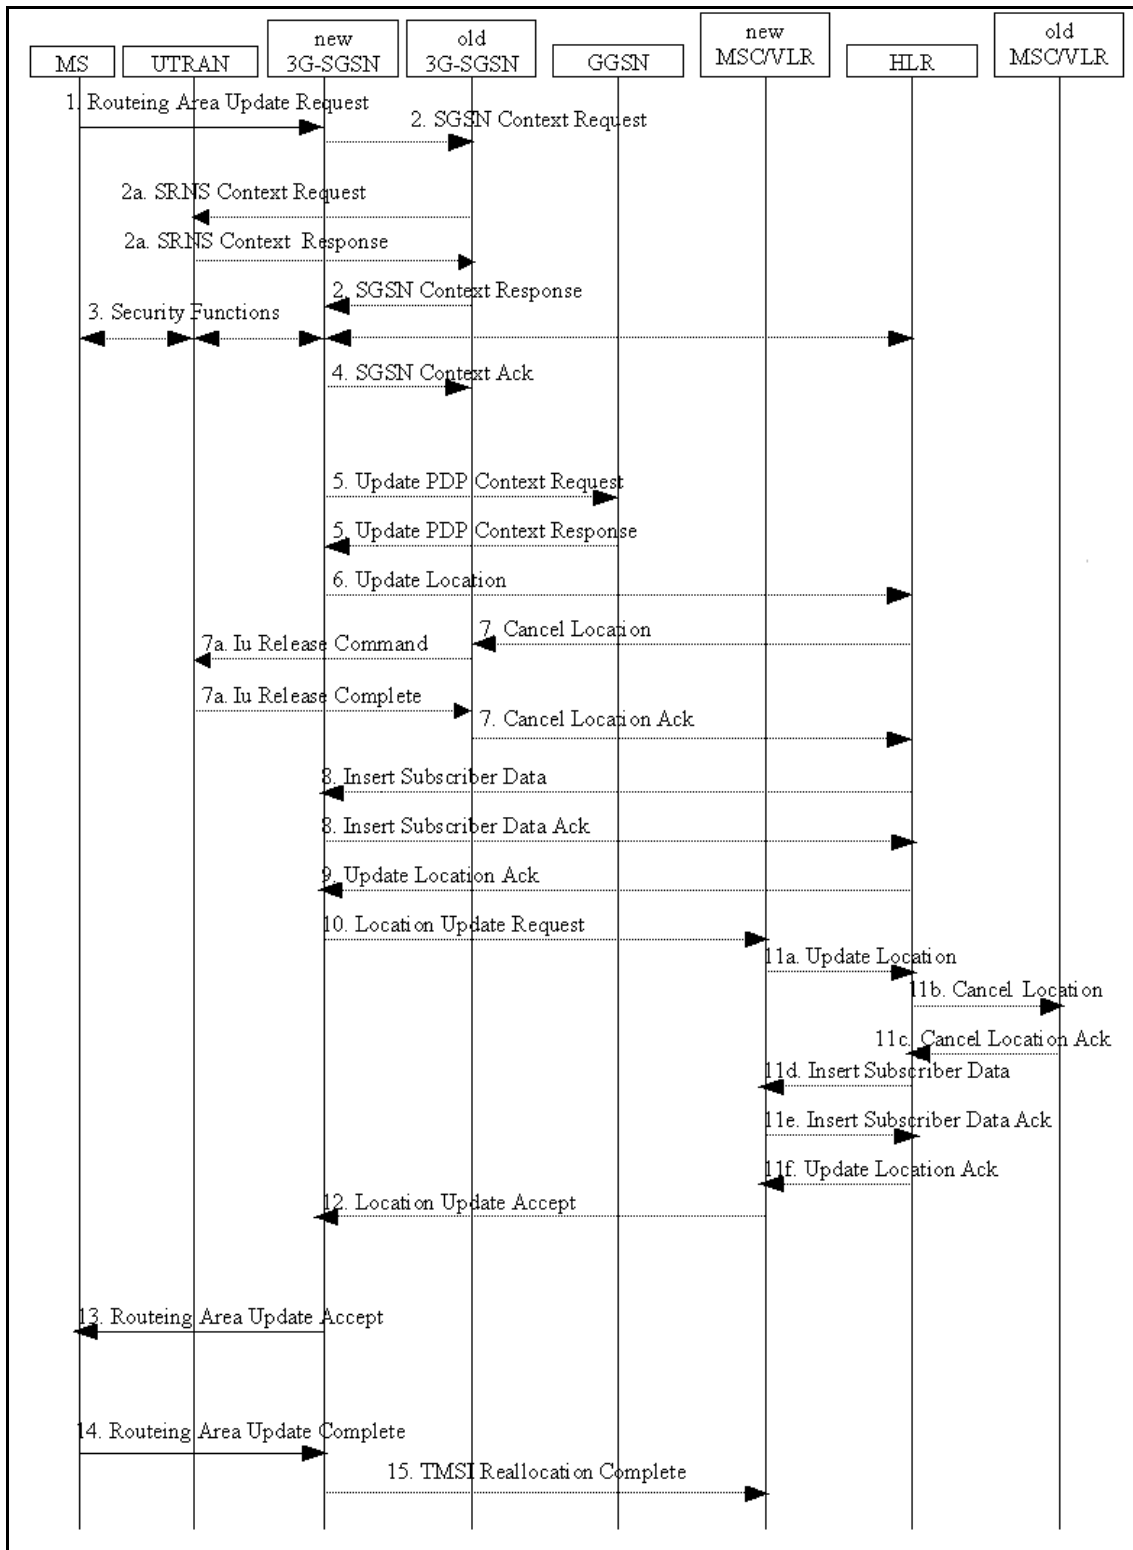 new
old
new
old
MS
UTRAN
3G-SGSN
3G-SGSN
GGSN
MSC/VLR
HLR
MSC/VLR
1. Routeing Area Update Request
2. SGSN Context Request
2a. SRNS Context Request
2a. SRNS Context Response
2. SGSN Context Response
3. Security Functions
4. SGSN Context Ack
5. Update PDP Context Request
5. Update PDP Context Response
6. Update Location
7. Cancel Location
7a. Iu Release Command
7a. Iu Release Complete
7. Cancel Location Ack
8. Insert Subscriber Data
8. Insert Subscriber Data Ack
9. Update Location Ack
10. Location Update Request
11a. Update Location
11b. Cancel Location
11c. Cancel Location Ack
11d. Insert Subscriber Data
11e. Insert Subscriber Data Ack
11f. Update Location Ack
12. Location Update Accept
13. Routeing Area Update Accept
14. Routeing Area Update Complete
15. TMSI Reallocation Complete